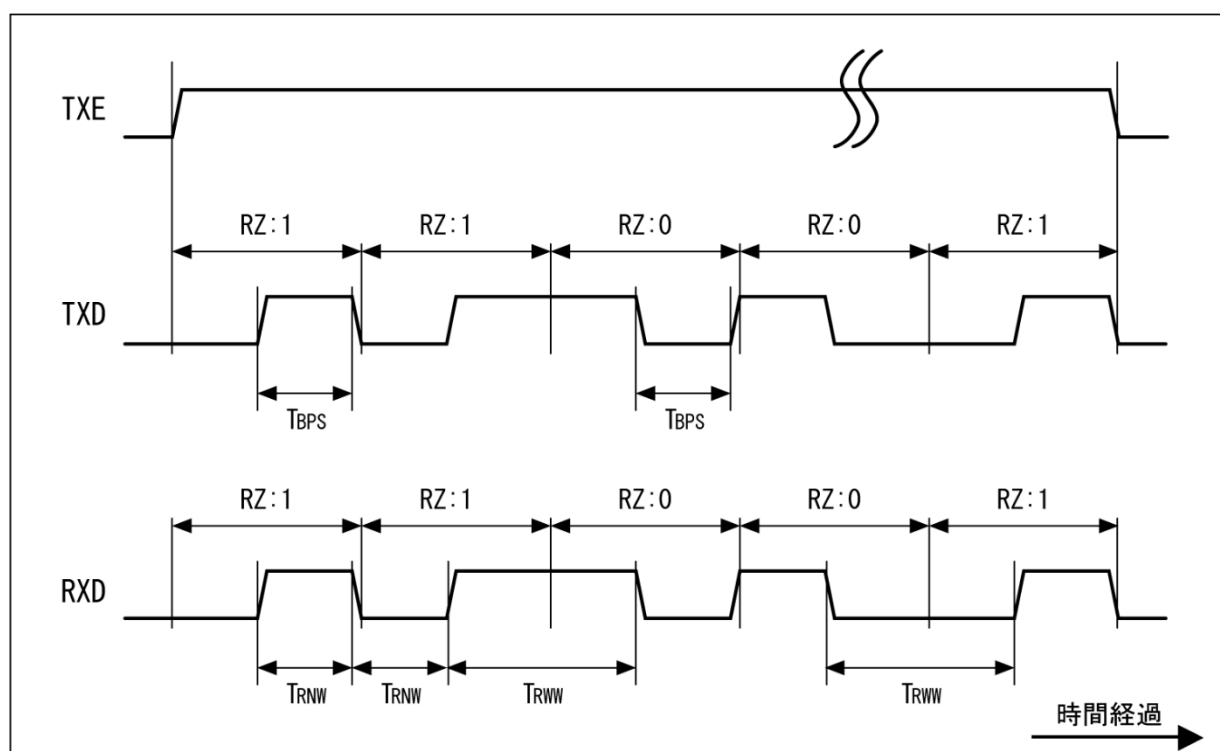 TXE
RZ:1 RZ:1 RZ:0 RZ:0 RZ:1
TXD
TBPS TBPS
RZ:1 RZ:1 RZ:0 RZ:0 RZ:1
RXD
TRNW TRNW TRWW TRWW
時間経過